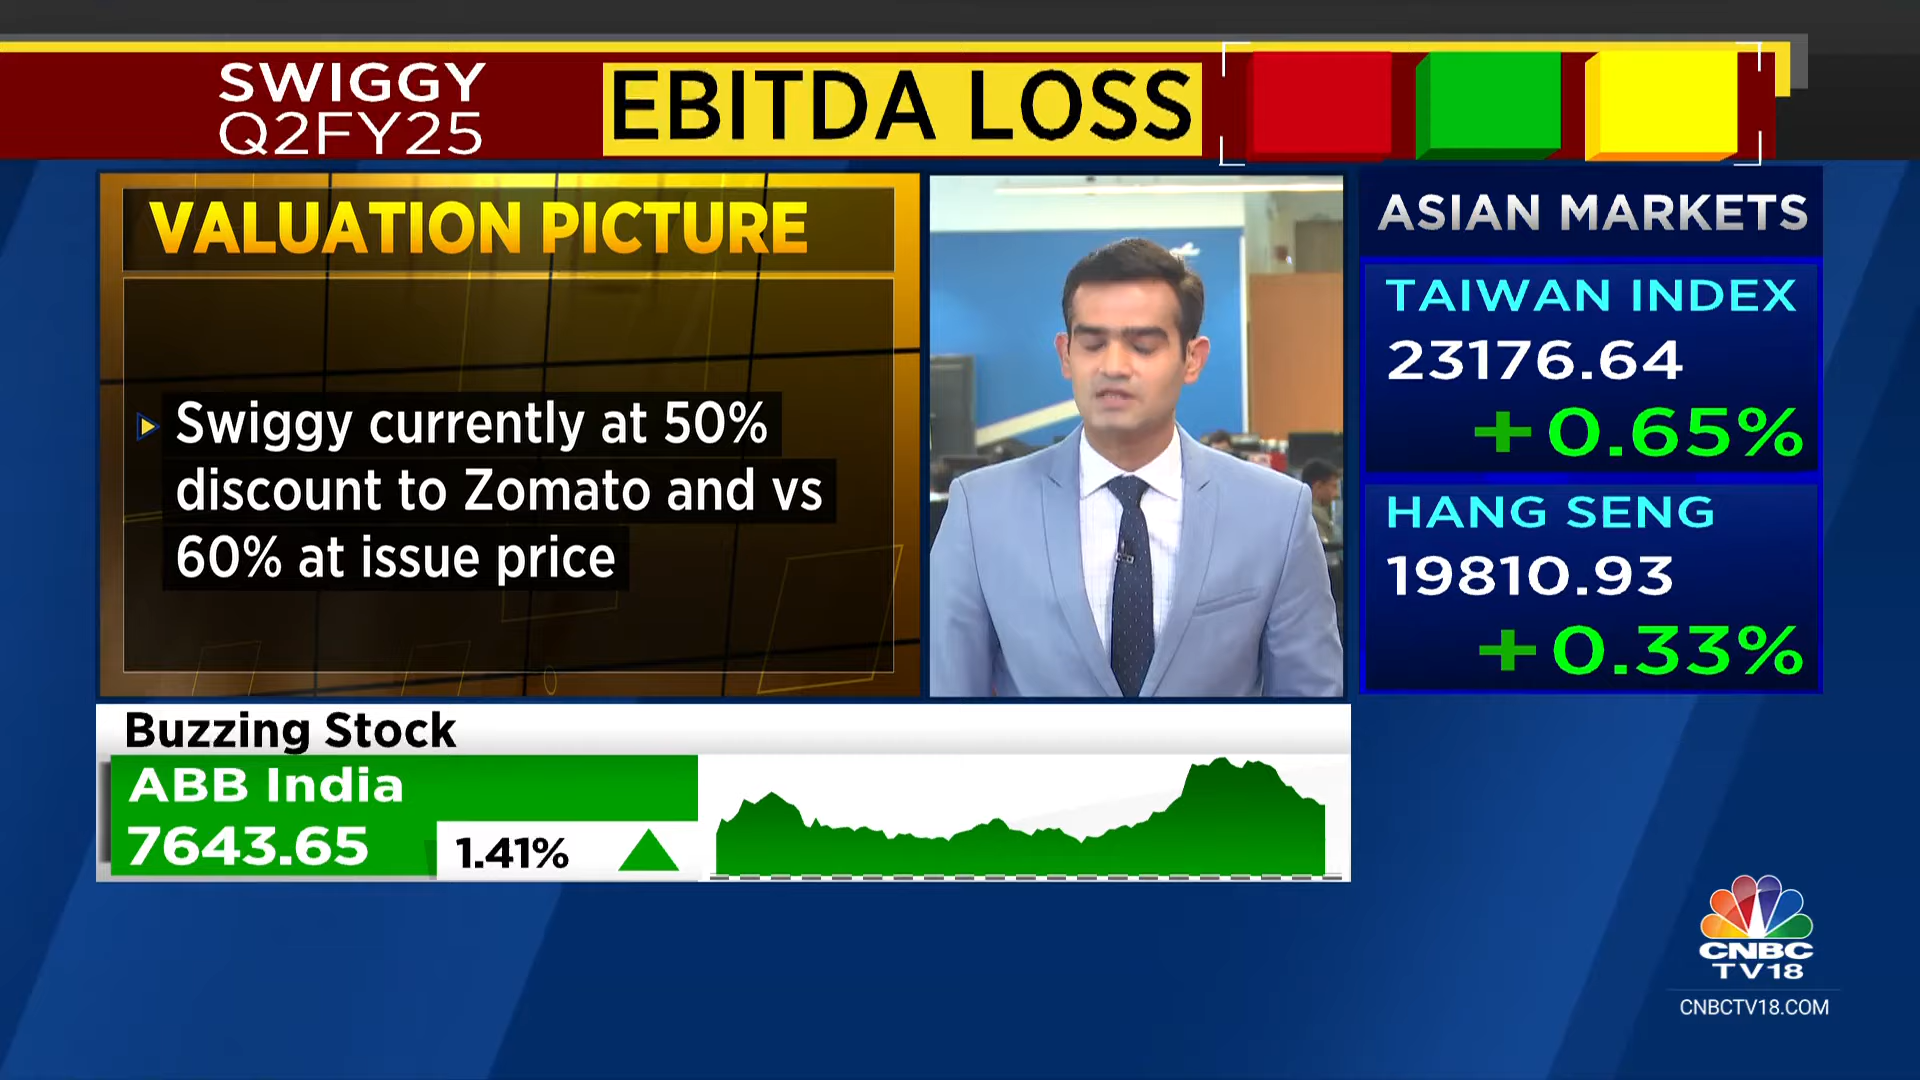 SWIGGY
Q2FY25
EBITDA LOSS
VALUATION PICTURE
Swiggy currently at 50%
discount to Zomato and vs
60% at issue price
ASIAN MARKETS
TAIWAN INDEX
23176.64
+0.65%
HANG SENG
19810.93
+0.33%
Buzzing Stock
ABB India
7643.65
1.41%
CNBC
TV18
CNBCTV18.COM